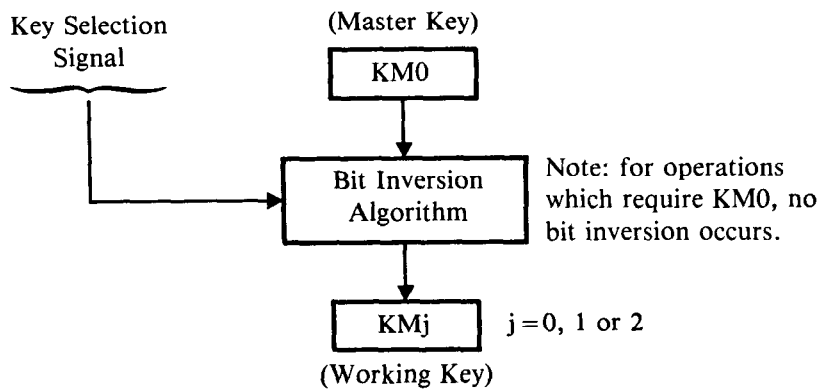 Key Selection
Signal
(Master Key)
KM0
Bit Inversion
Algorithm
Note: for operations
which require KM0, no
bit inversion occurs.
KMj
j=0, 1 or 2
(Working Key)